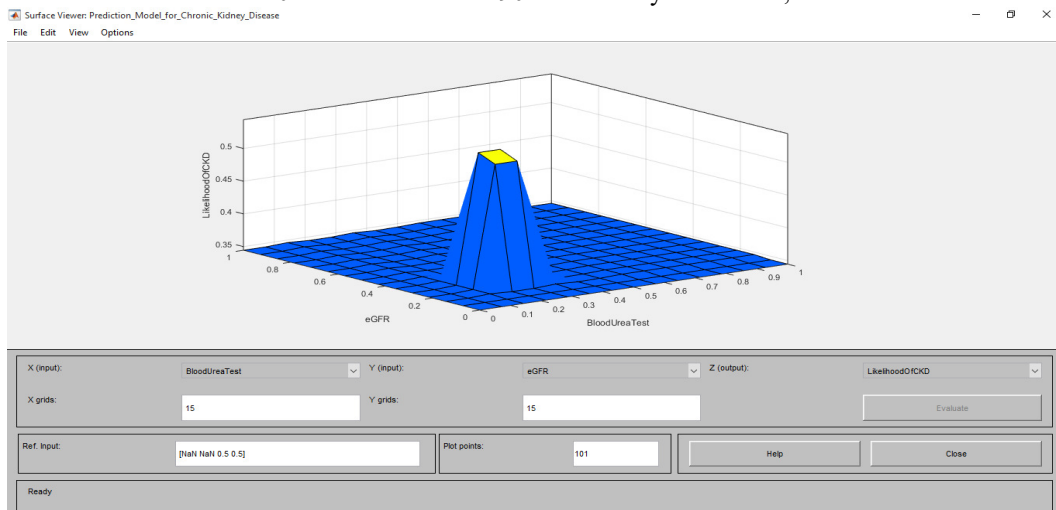 Surface Viewer: Prediction_Model_for_Chronic_Kidney_Disease
File Edit View Options
0.5
0.45
0.4
0.35
LikelihoodOfCKD
1
0.8
0.6
0.4
0.2
0
eGFR
0
0.1
0.2
0.3
0.4
0.5
0.6
0.7
0.8
0.9
1
BloodUreaTest
X (input): BloodUreaTest Y (input): eGFR Z (output): LikelihoodOfCKD
X grids: 15 Y grids: 15 Evaluate
Ref. Input: [NaN NaN 0.5 0.5] Plot points: 101 Help Close
Ready